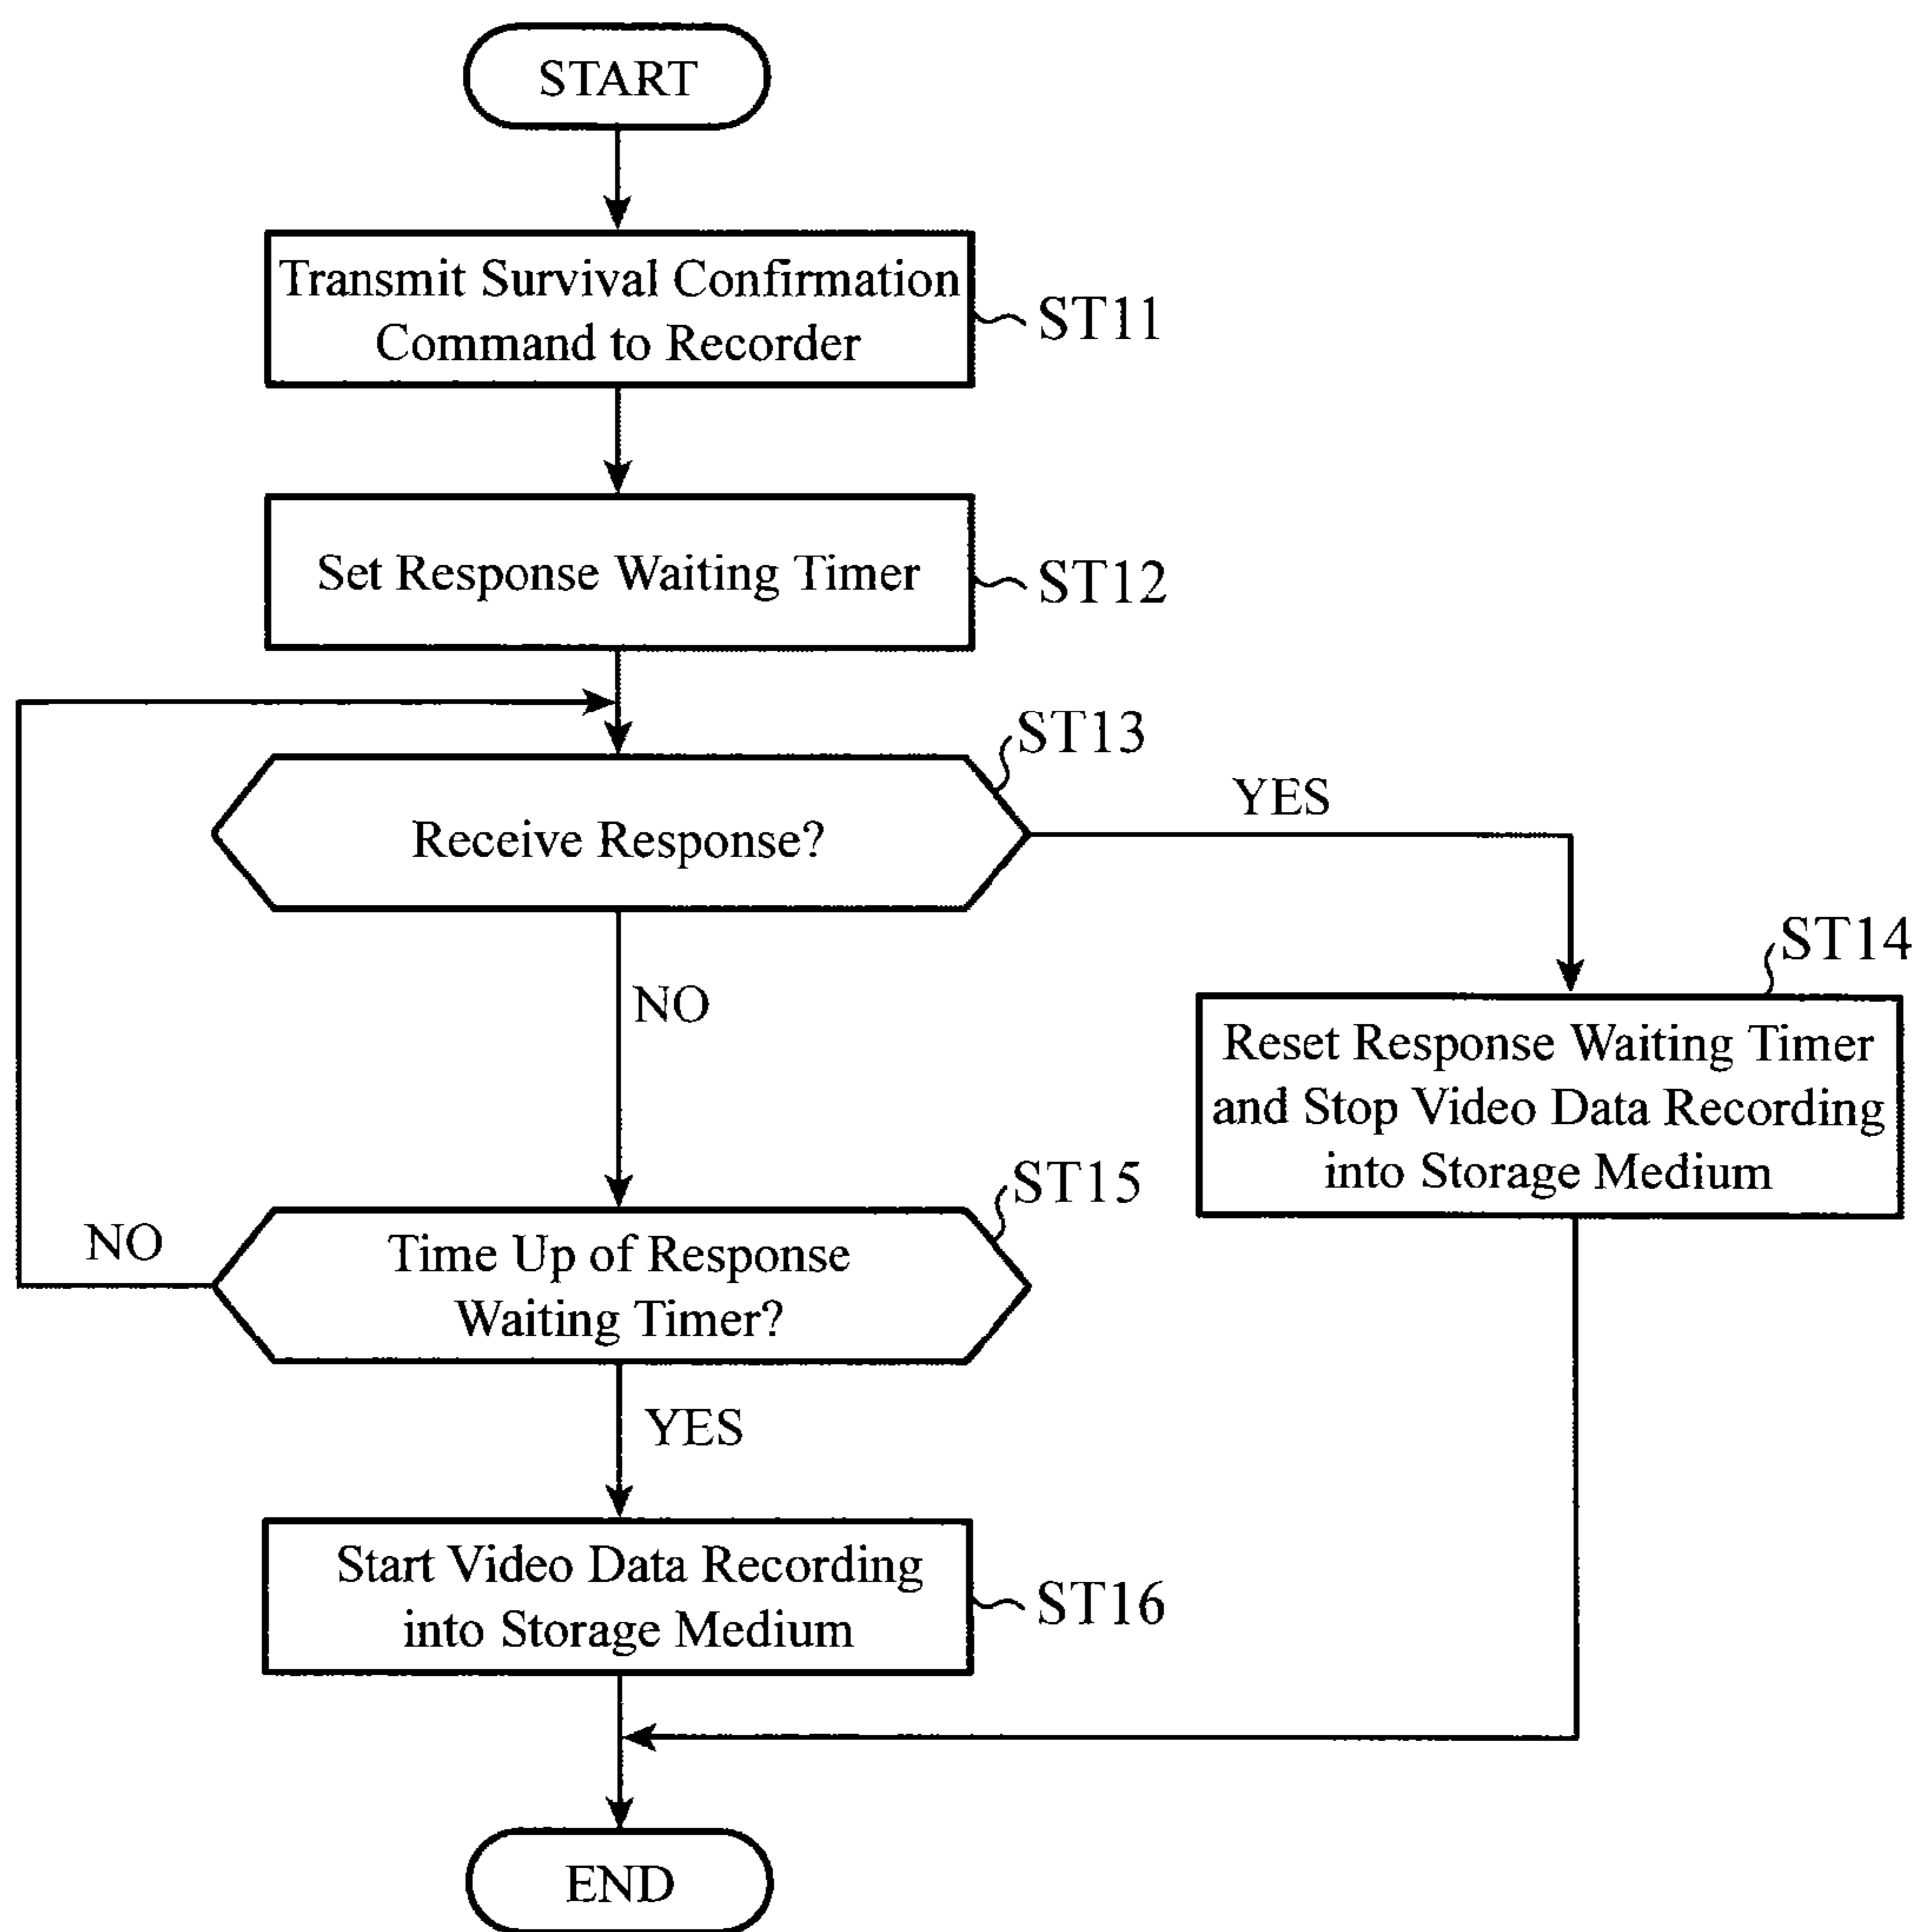 START
Transmit Survival Confirmation
Command to Recorder
ST11
Set Response Waiting Timer
ST12
ST13
Receive Response?
YES
NO
ST14
Reset Response Waiting Timer
and Stop Video Data Recording
into Storage Medium
ST15
Time Up of Response
Waiting Timer?
NO
YES
Start Video Data Recording
into Storage Medium
ST16
END